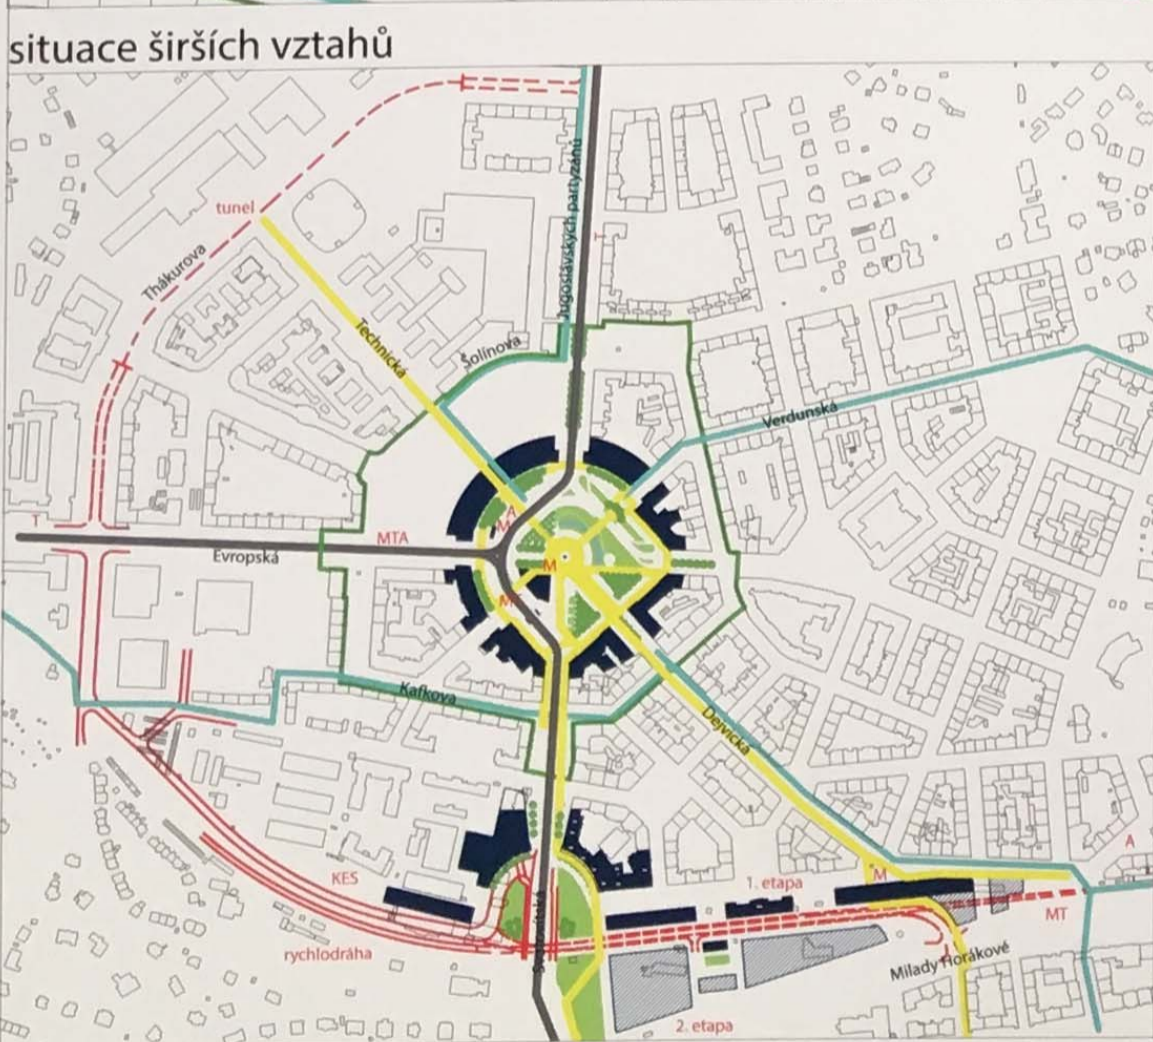 situace širších vztahů
Jugoslávských partyzánů
tunel
T
Thákurova
Technická
Šolínova
Verdunská
A
M
T
MTA
Evropská
M
M
Kafkova
Dejvická
A
KES
1. etapa
M
MT
rychlodráha
Milady Horákové
2. etapa